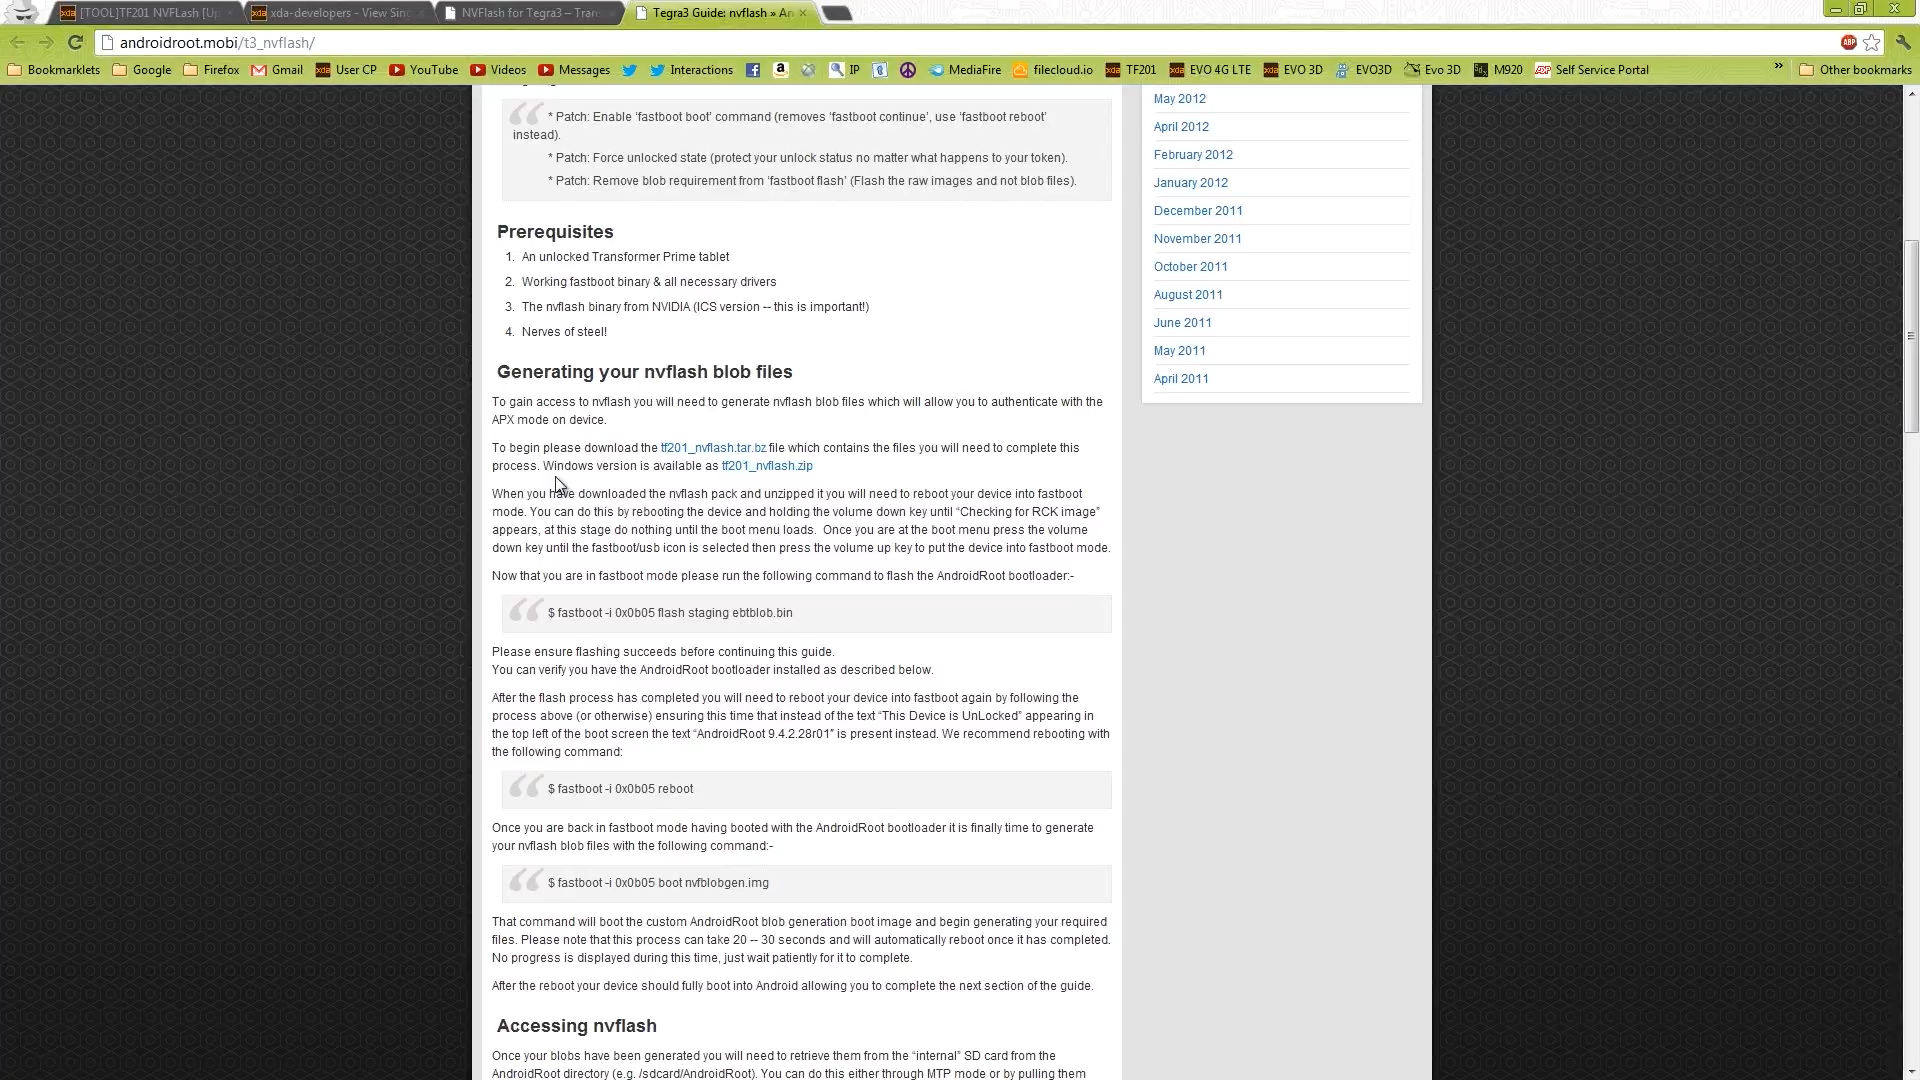 [TOOL]TF201 NVFLash [Up
xda-developers - View Sin
NVFlash for Tegra3 – Tran
Tegra3 Guide: nvflash » An
androidroot.mobi/t3_nvflash/
ABP
Bookmarklets Google Firefox Gmail User CP YouTube Videos Messages Interactions IP MediaFire filecloud.io TF201 EVO 4G LTE EVO 3D EVO3D Evo 3D M920 Self Service Portal » Other bookmarks
* Patch: Enable ‘fastboot boot’ command (removes ‘fastboot continue’, use ‘fastboot reboot’
instead).
* Patch: Force unlocked state (protect your unlock status no matter what happens to your token).
* Patch: Remove blob requirement from ‘fastboot flash’ (Flash the raw images and not blob files).
Prerequisites
1. An unlocked Transformer Prime tablet
2. Working fastboot binary & all necessary drivers
3. The nvflash binary from NVIDIA (ICS version -- this is important!)
4. Nerves of steel!
Generating your nvflash blob files
To gain access to nvflash you will need to generate nvflash blob files which will allow you to authenticate with the
APX mode on device.
To begin please download the tf201_nvflash.tar.bz file which contains the files you will need to complete this
process. Windows version is available as tf201_nvflash.zip
When you have downloaded the nvflash pack and unzipped it you will need to reboot your device into fastboot
mode. You can do this by rebooting the device and holding the volume down key until “Checking for RCK image”
appears, at this stage do nothing until the boot menu loads.  Once you are at the boot menu press the volume
down key until the fastboot/usb icon is selected then press the volume up key to put the device into fastboot mode.
Now that you are in fastboot mode please run the following command to flash the AndroidRoot bootloader:-
$ fastboot -i 0x0b05 flash staging ebtblob.bin
Please ensure flashing succeeds before continuing this guide.
You can verify you have the AndroidRoot bootloader installed as described below.
After the flash process has completed you will need to reboot your device into fastboot again by following the
process above (or otherwise) ensuring this time that instead of the text “This Device is UnLocked” appearing in
the top left of the boot screen the text “AndroidRoot 9.4.2.28r01″ is present instead. We recommend rebooting with
the following command:
$ fastboot -i 0x0b05 reboot
Once you are back in fastboot mode having booted with the AndroidRoot bootloader it is finally time to generate
your nvflash blob files with the following command:-
$ fastboot -i 0x0b05 boot nvfblobgen.img
That command will boot the custom AndroidRoot blob generation boot image and begin generating your required
files. Please note that this process can take 20 -- 30 seconds and will automatically reboot once it has completed.
No progress is displayed during this time, just wait patiently for it to complete.
After the reboot your device should fully boot into Android allowing you to complete the next section of the guide.
Accessing nvflash
Once your blobs have been generated you will need to retrieve them from the “internal” SD card from the
AndroidRoot directory (e.g. /sdcard/AndroidRoot). You can do this either through MTP mode or by pulling them
May 2012
April 2012
February 2012
January 2012
December 2011
November 2011
October 2011
August 2011
June 2011
May 2011
April 2011